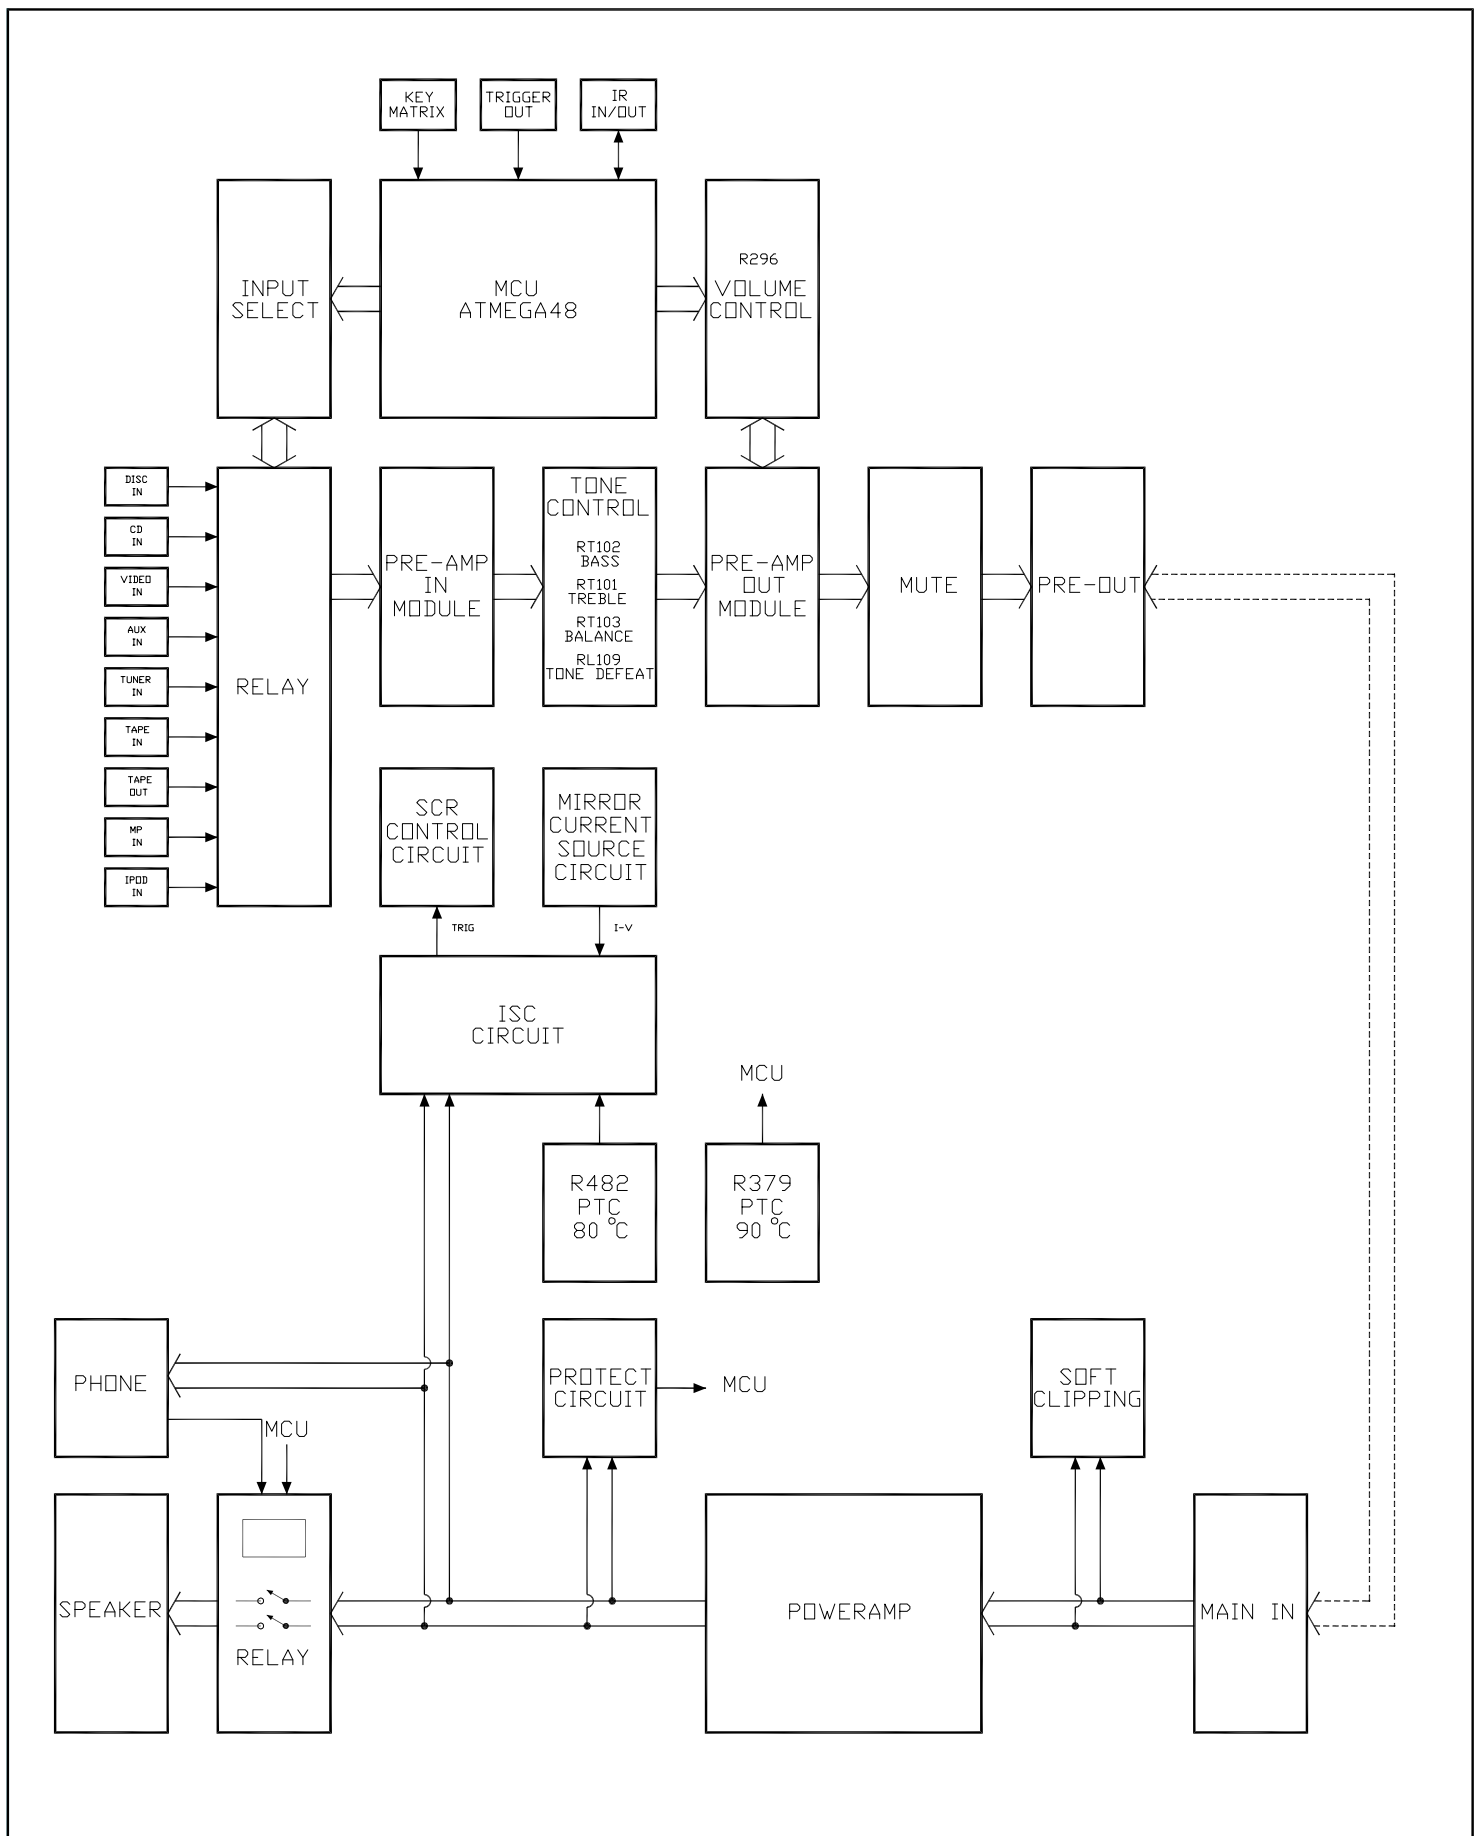 KEY
MATRIX
TRIGGER
OUT
IR
IN/OUT
INPUT
SELECT
MCU
ATMEGA48
R296
VOLUME
CONTROL
DISC
IN
CD
IN
VIDEO
IN
AUX
IN
TUNER
IN
TAPE
IN
TAPE
OUT
MP
IN
IPOD
IN
RELAY
PRE-AMP
IN
MODULE
TONE
CONTROL
RT102
BASS
RT101
TREBLE
RT103
BALANCE
RL109
TONE DEFEAT
PRE-AMP
OUT
MODULE
MUTE
PRE-OUT
SCR
CONTROL
CIRCUIT
MIRROR
CURRENT
SOURCE
CIRCUIT
TRIG
I-V
ISC
CIRCUIT
MCU
R482
PTC
80 °C
R379
PTC
90 °C
PHONE
MCU
PROTECT
CIRCUIT
MCU
SOFT
CLIPPING
SPEAKER
RELAY
POWERAMP
MAIN IN